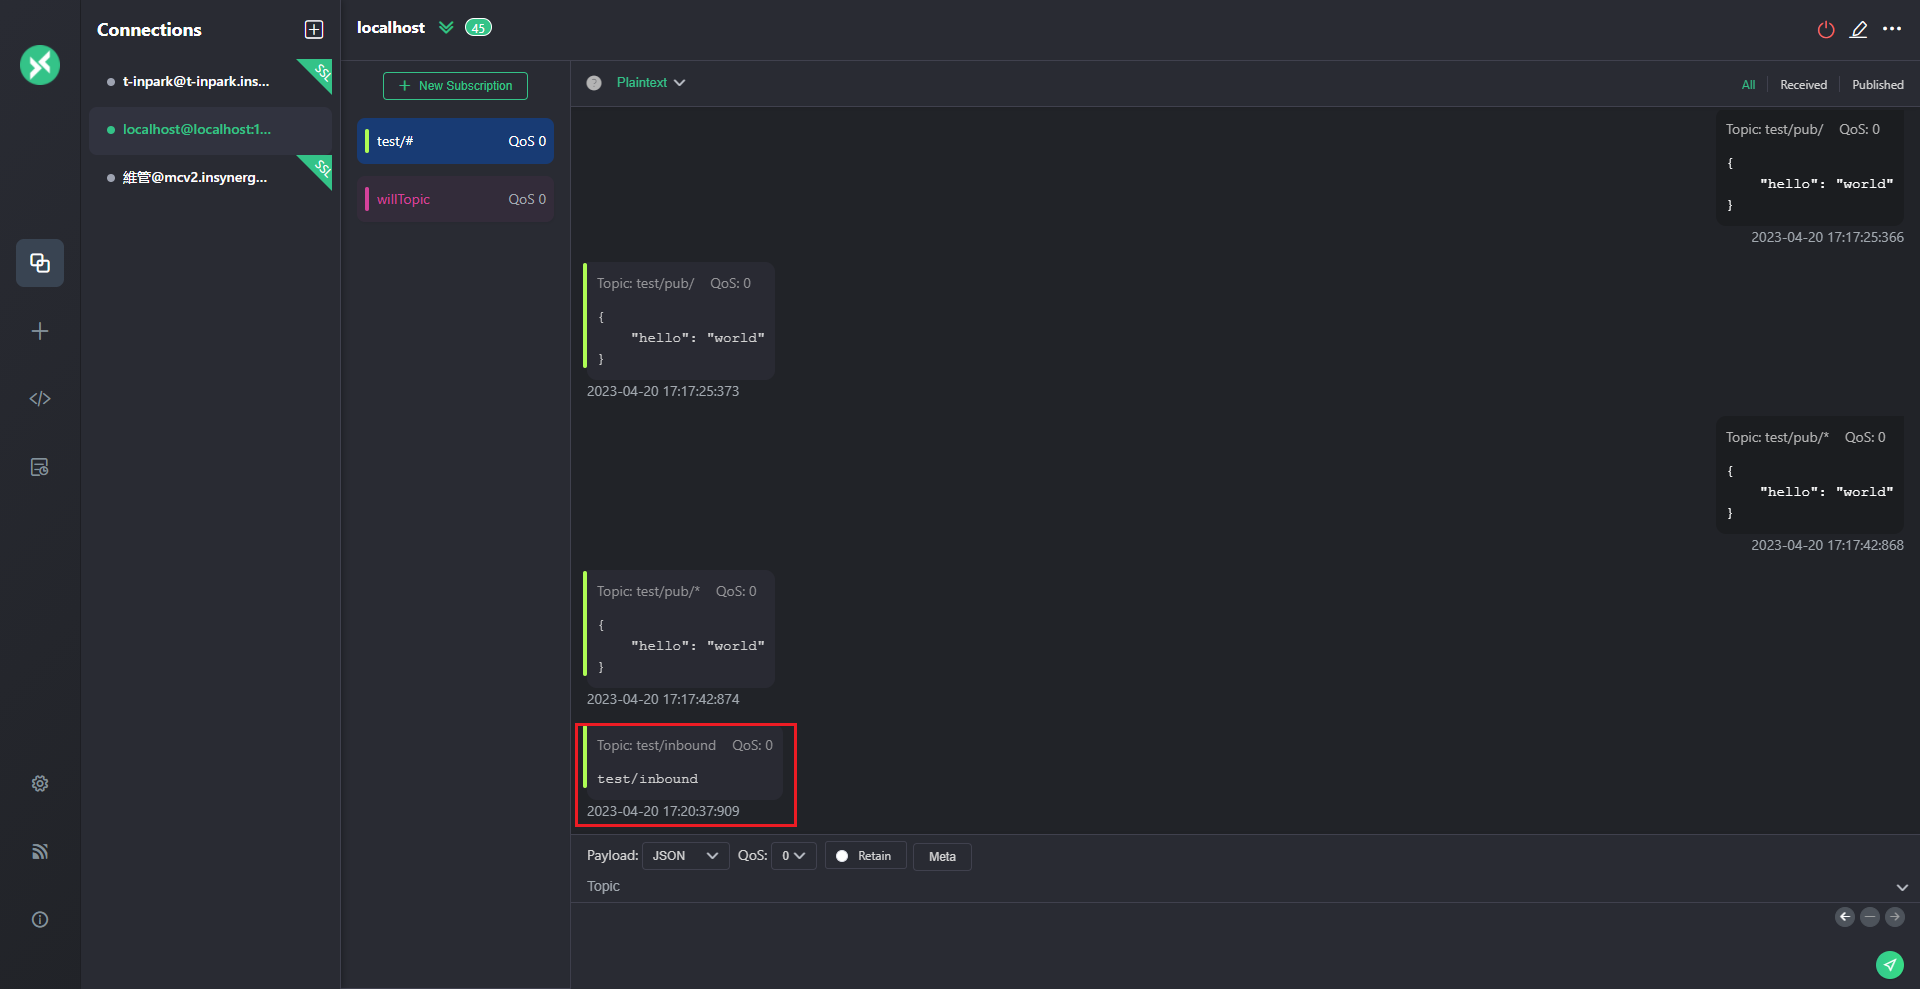 Connections
t-inpark@t-inpark.ins...
SSL
localhost@localhost:1...
維管@mcv2.insynerg...
SSL
localhost 45
New Subscription
test/# QoS 0
willTopic QoS 0
Plaintext
All Received Published
Topic: test/pub/ QoS: 0
{
"hello": "world"
}
2023-04-20 17:17:25:366
Topic: test/pub/ QoS: 0
{
"hello": "world"
}
2023-04-20 17:17:25:373
Topic: test/pub/* QoS: 0
{
"hello": "world"
}
2023-04-20 17:17:42:868
Topic: test/pub/* QoS: 0
{
"hello": "world"
}
2023-04-20 17:17:42:874
Topic: test/inbound QoS: 0
test/inbound
2023-04-20 17:20:37:909
Payload: JSON QoS: 0 Retain Meta
Topic